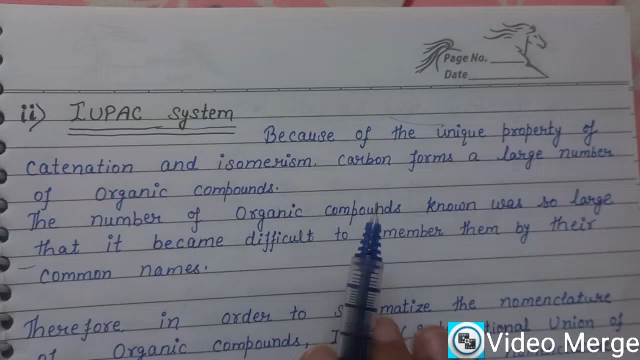 Page No.
Date
ii) IUPAC system
Because of the unique property of
catenation and isomerism. carbon forms a large number
of Organic compounds.
The number of Organic compounds known was so large
that it became difficult to member them by their
common names.
Therefore in order to s matize the nomenclature
of Organic compounds, I national Union of
Video Merge